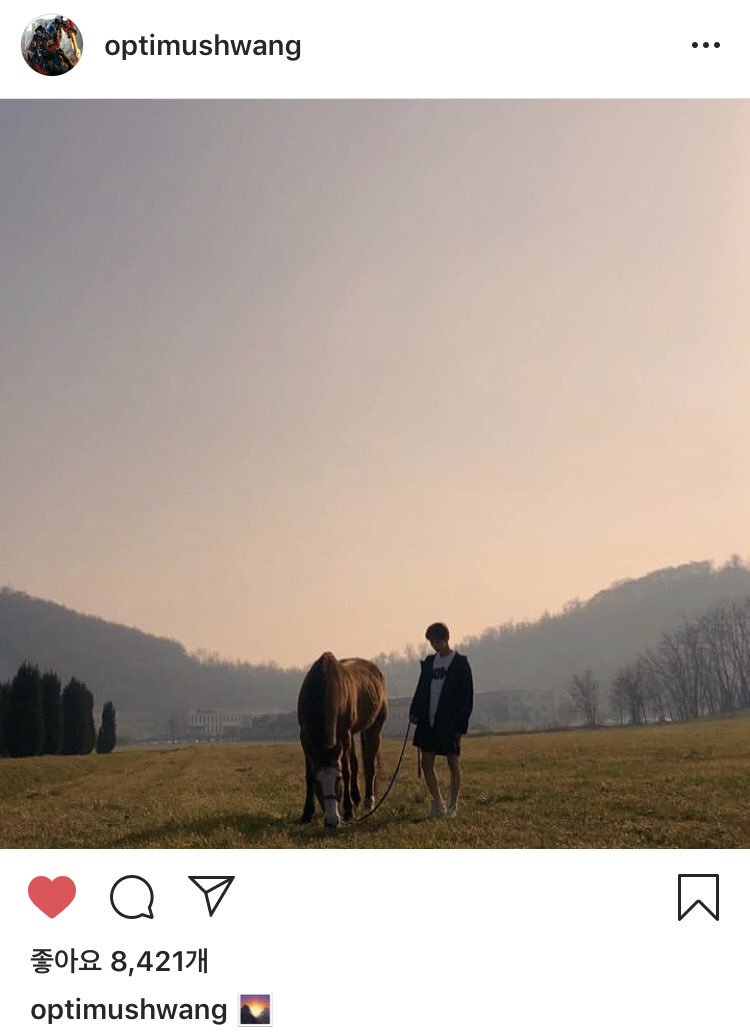 optimushwang
좋아요 8,421개
optimushwang 🌄